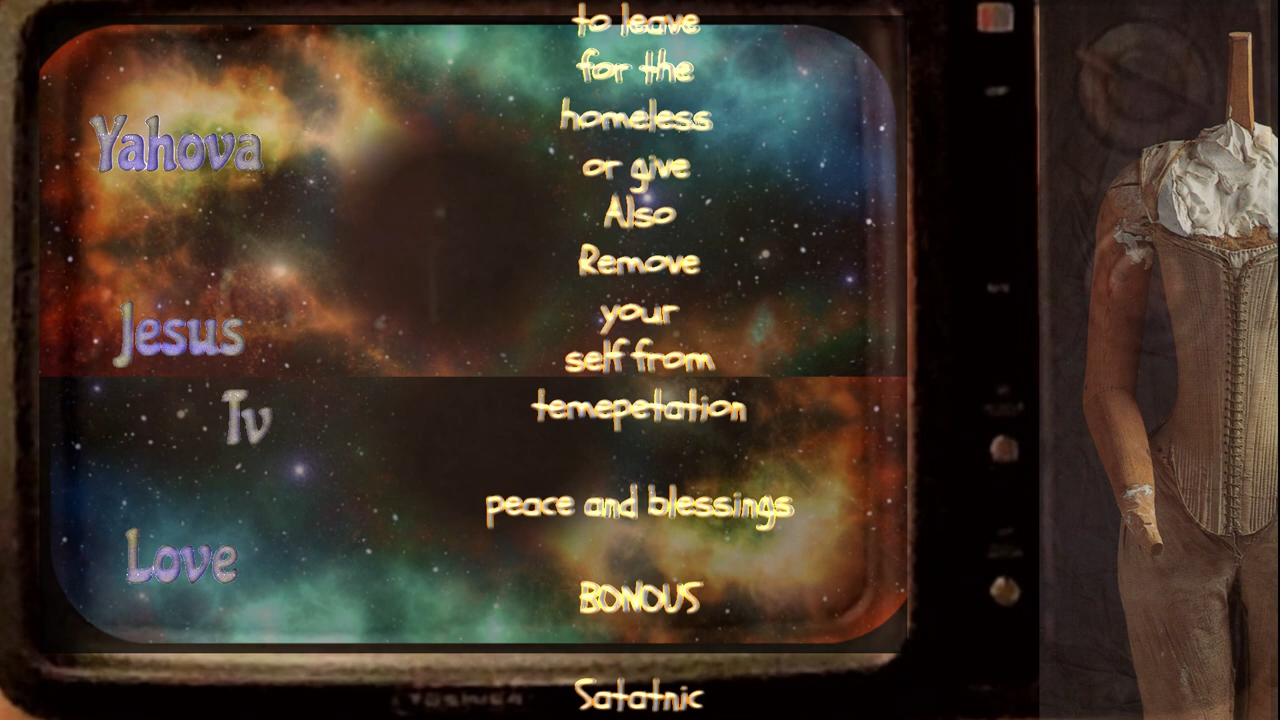 Yahova
Jesus
Tv
Love
to leave
for the
homeless
or give
Also
Remove
your
self from
temepetation
peace and blessings
BONOUS
Satatnic
TOSHIBA